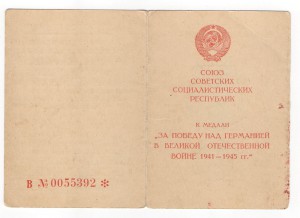 В № 0055392 *
СОЮЗ
СОВЕТСКИХ
СОЦИАЛИСТИЧЕСКИХ
РЕСПУБЛИК
К МЕДАЛИ
"ЗА ПОБЕДУ НАД ГЕРМАНИЕЙ
В ВЕЛИКОЙ ОТЕЧЕСТВЕННОЙ
ВОЙНЕ 1941—1945 гг."